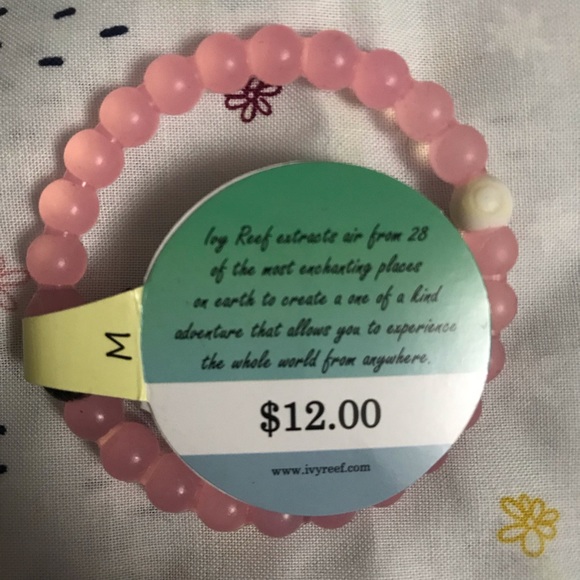 Ivy Reef extracts air from 28
of the most enchanting places
on earth to create a one of a kind
adventure that allows you to experience
the whole world from anywhere.
M
$12.00
www.ivyreef.com